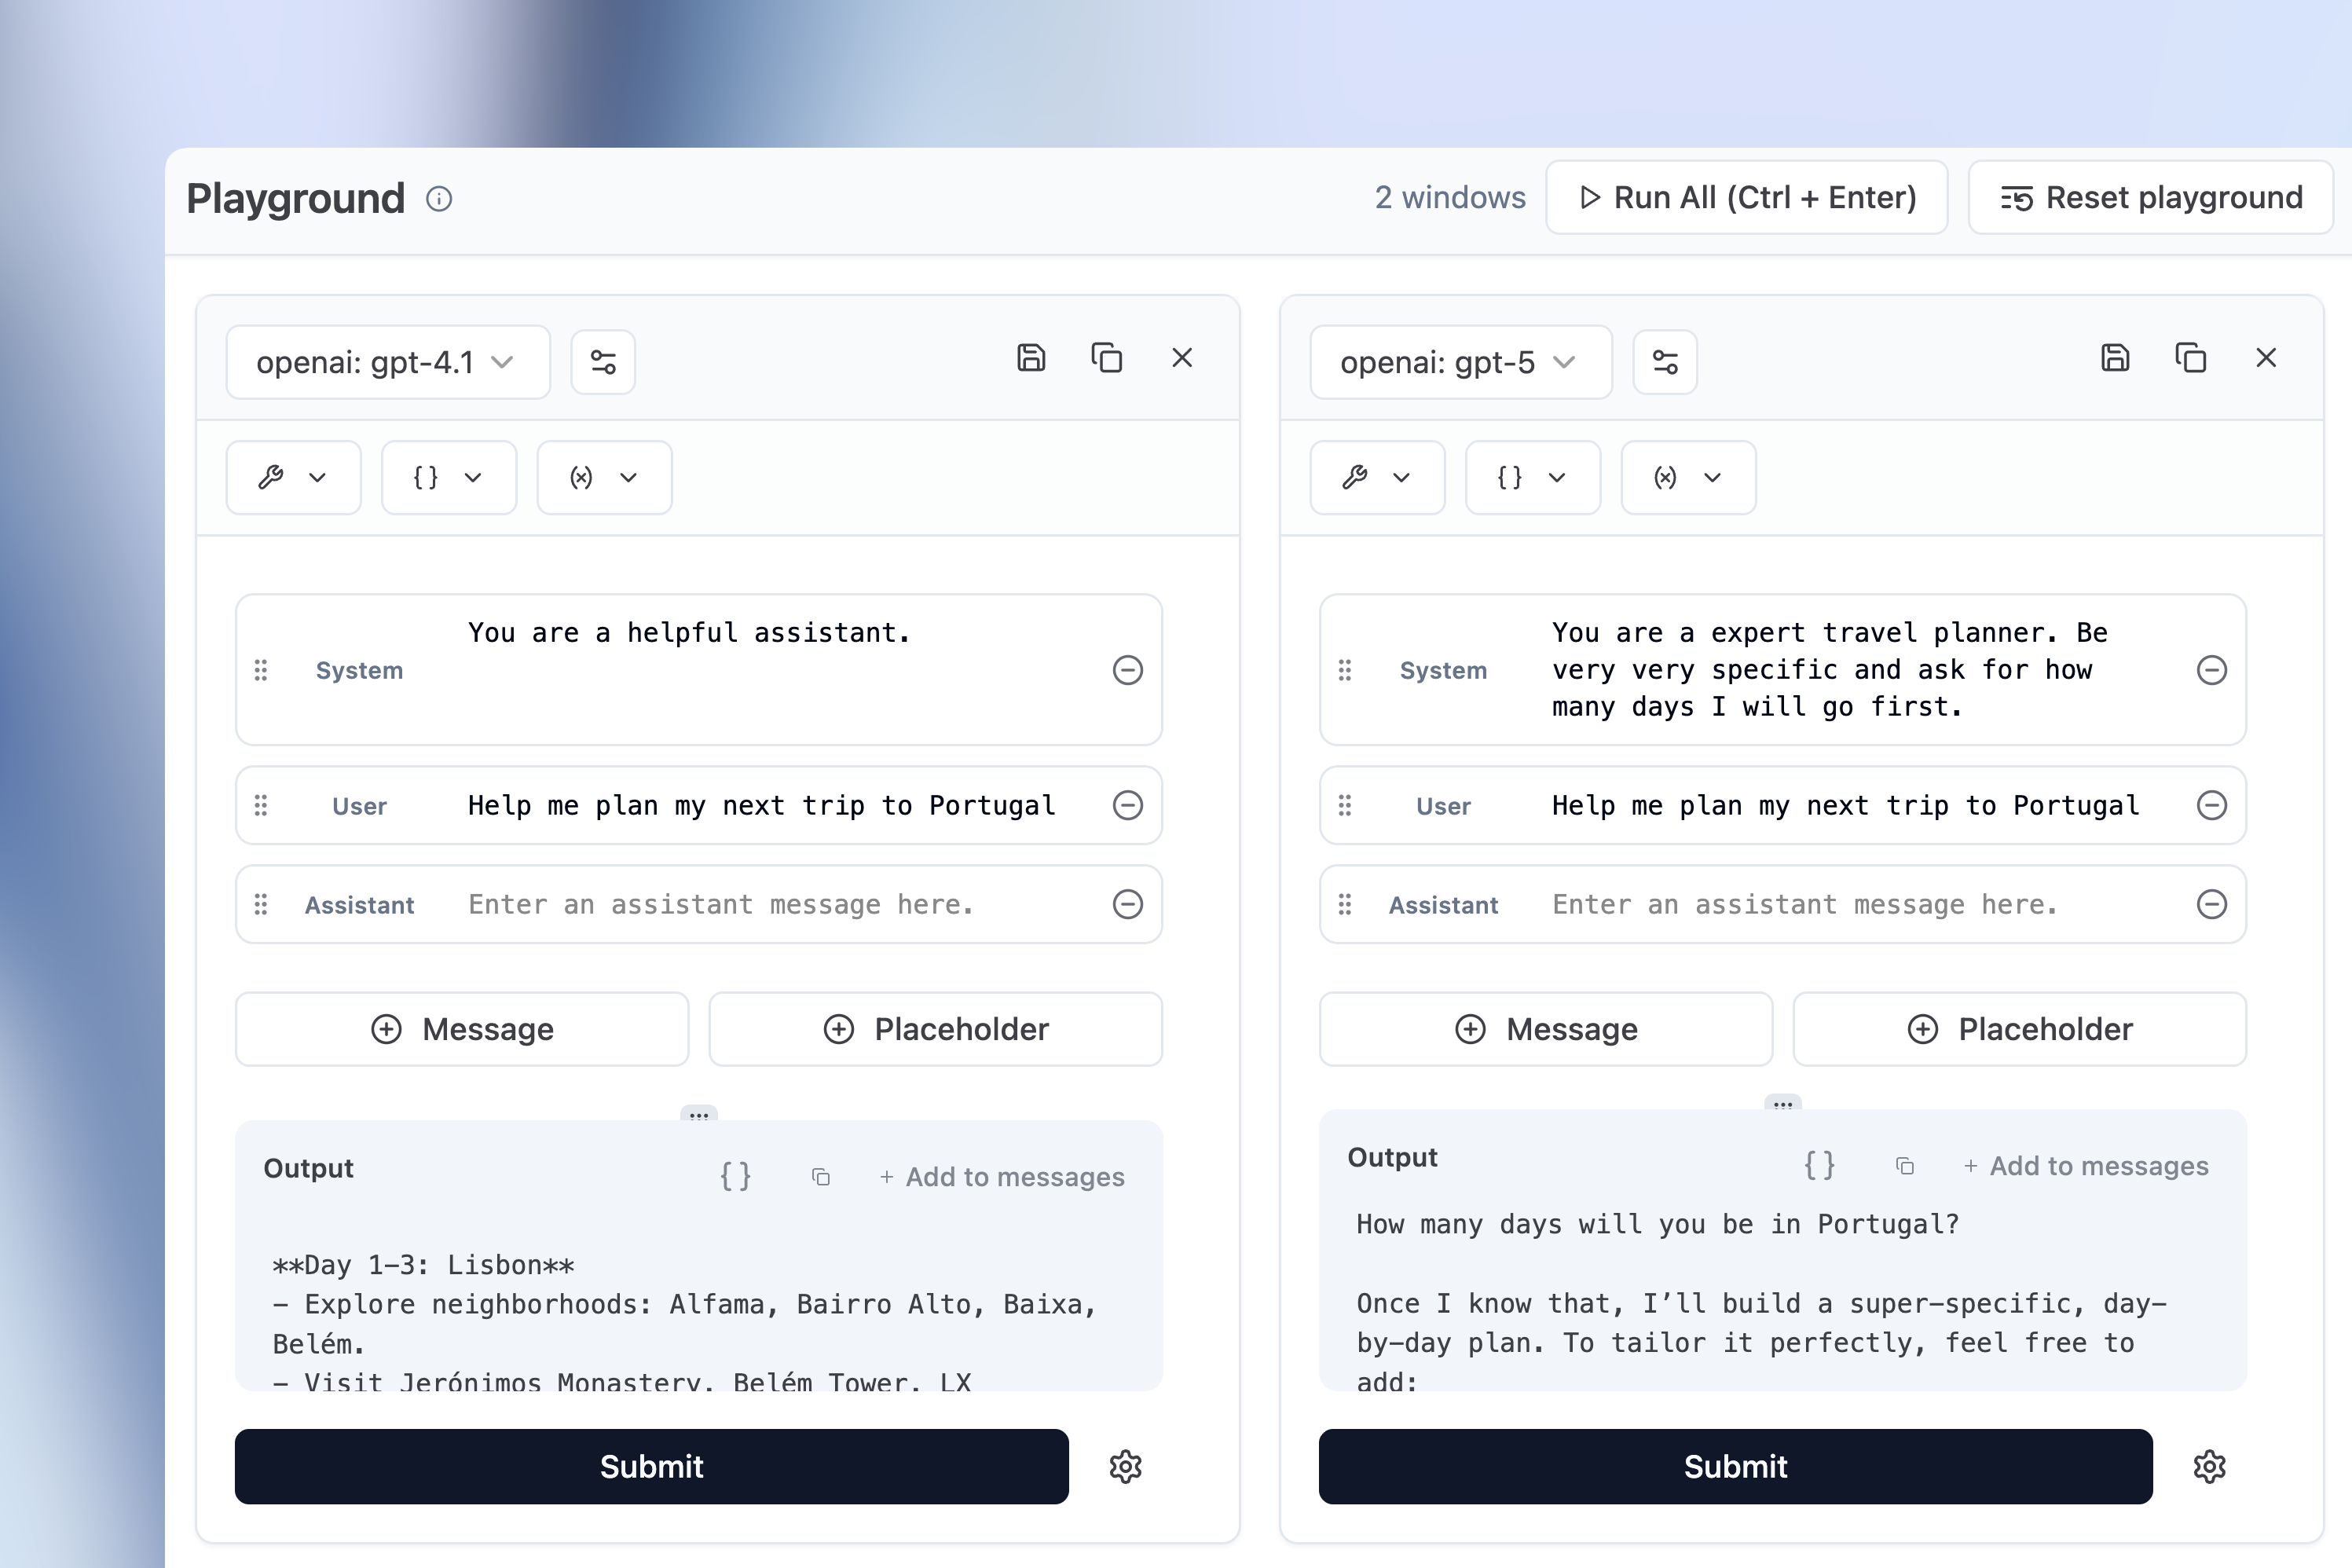 Playground
2 windows
Run All (Ctrl + Enter)
Reset playground
openai: gpt-4.1
{ }
(x)
System
You are a helpful assistant.
User
Help me plan my next trip to Portugal
Assistant
Enter an assistant message here.
Message
Placeholder
Output
{ }
+ Add to messages
**Day 1–3: Lisbon**
– Explore neighborhoods: Alfama, Bairro Alto, Baixa,
Belém.
– Visit Jerónimos Monastery, Belém Tower, LX
Submit
openai: gpt-5
{ }
(x)
System
You are a expert travel planner. Be
very very specific and ask for how
many days I will go first.
User
Help me plan my next trip to Portugal
Assistant
Enter an assistant message here.
Message
Placeholder
Output
{ }
+ Add to messages
How many days will you be in Portugal?
Once I know that, I’ll build a super–specific, day–
by–day plan. To tailor it perfectly, feel free to
add:
Submit